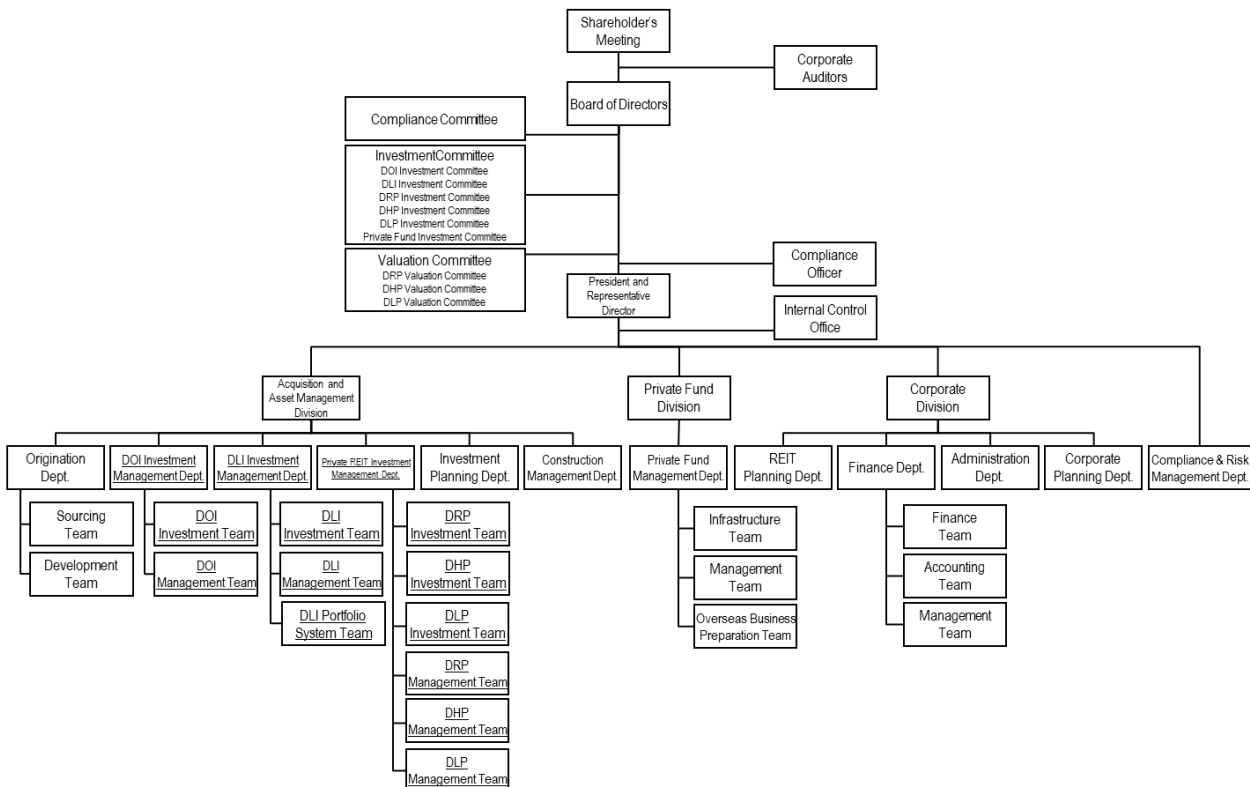 Shareholder's
Meeting
Corporate
Auditors
Board of Directors
Compliance Committee
InvestmentCommittee
DOI Investment Committee
DLI Investment Committee
DRP Investment Committee
DHP Investment Committee
DLP Investment Committee
Private Fund Investment Committee
Valuation Committee
DRP Valuation Committee
DHP Valuation Committee
DLP Valuation Committee
Compliance
Officer
President and
Representative
Director
Internal Control
Office
Acquisition and
Asset Management
Division
Private Fund
Division
Corporate
Division
Origination
Dept.
DOI Investment
Management Dept.
DLI Investment
Management Dept.
Private REIT Investment
Management Dept.
Investment
Planning Dept.
Construction
Management Dept.
Private Fund
Management Dept.
REIT
Planning Dept.
Finance Dept.
Administration
Dept.
Corporate
Planning Dept.
Compliance & Risk
Management Dept.
Sourcing
Team
Development
Team
DOI
Investment Team
DOI
Management Team
DLI
Investment Team
DLI
Management Team
DLI Portfolio
System Team
DRP
Investment Team
DHP
Investment Team
DLP
Investment Team
DRP
Management Team
DHP
Management Team
DLP
Management Team
Infrastructure
Team
Management
Team
Overseas Business
Preparation Team
Finance
Team
Accounting
Team
Management
Team